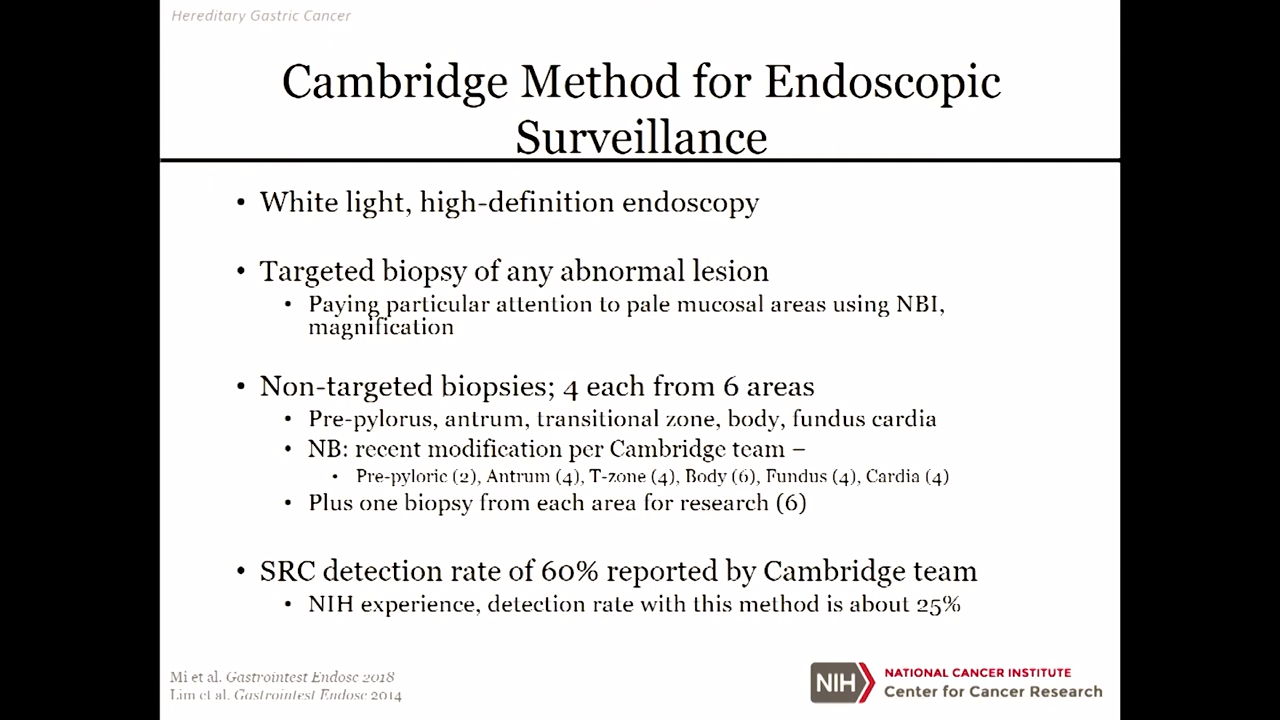 Hereditary Gastric Cancer
Cambridge Method for Endoscopic
Surveillance
• White light, high-definition endoscopy
• Targeted biopsy of any abnormal lesion
• Paying particular attention to pale mucosal areas using NBI,
magnification
• Non-targeted biopsies; 4 each from 6 areas
• Pre-pylorus, antrum, transitional zone, body, fundus cardia
• NB: recent modification per Cambridge team –
• Pre-pyloric (2), Antrum (4), T-zone (4), Body (6), Fundus (4), Cardia (4)
• Plus one biopsy from each area for research (6)
• SRC detection rate of 60% reported by Cambridge team
• NIH experience, detection rate with this method is about 25%
Mi et al. Gastrointest Endosc 2018
Lim et al. Gastrointest Endosc 2014
NIH
NATIONAL CANCER INSTITUTE
Center for Cancer Research